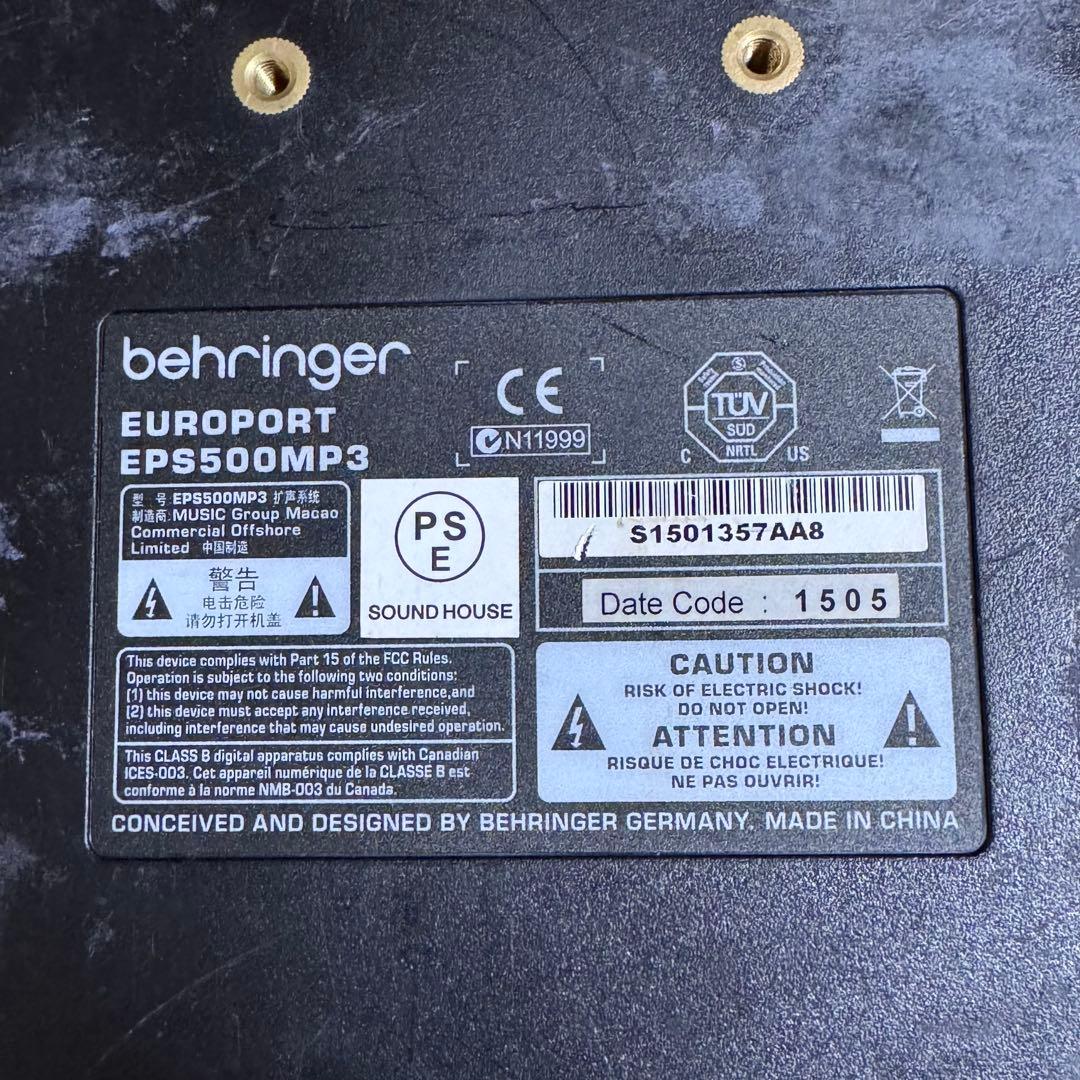 behringer
EUROPORT
EPS500MP3
CE
N11999
TÜV
SÜD
NRTL
C US
型 号 EPS500MP3 扩声系统
制造商: MUSIC Group Macao
Commercial Offshore
Limited 中国制造
警告
电击危险
请勿打开机盖
PS
E
SOUND HOUSE
S1501357AA8
Date Code : 1505
This device complies with Part 15 of the FCC Rules.
Operation is subject to the following two conditions:
(1) this device may not cause harmful interference,and
(2) this device must accept any interference received,
including interference that may cause undesired operation.
This CLASS B digital apparatus complies with Canadian
ICES-003. Cet appareil numérique de la CLASSE B est
conforme à la norme NMB-003 du Canada.
CAUTION
RISK OF ELECTRIC SHOCK!
DO NOT OPEN!
ATTENTION
RISQUE DE CHOC ELECTRIQUE!
NE PAS OUVRIR!
CONCEIVED AND DESIGNED BY BEHRINGER GERMANY. MADE IN CHINA